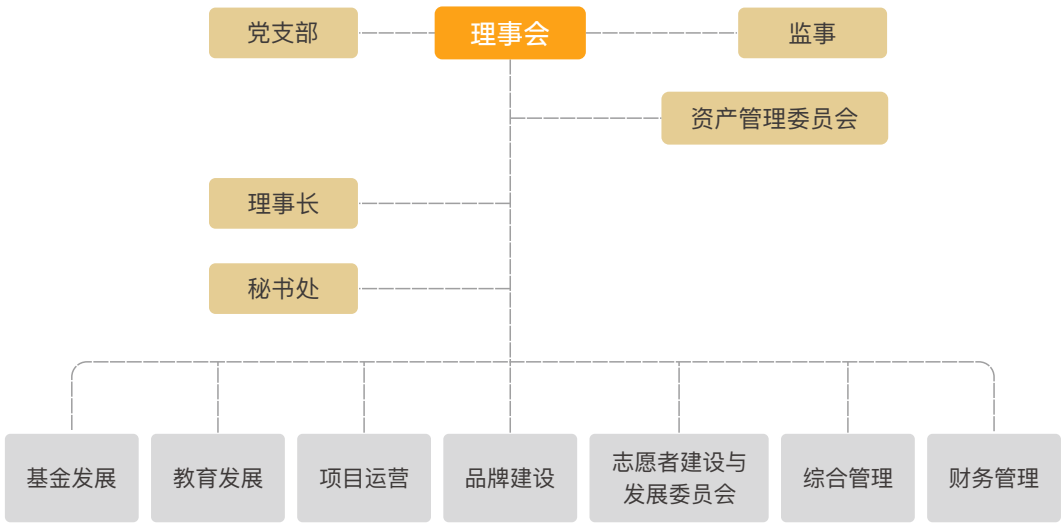 党支部
理事会
监事
资产管理委员会
理事长
秘书处
基金发展
教育发展
项目运营
品牌建设
志愿者建设与
发展委员会
综合管理
财务管理